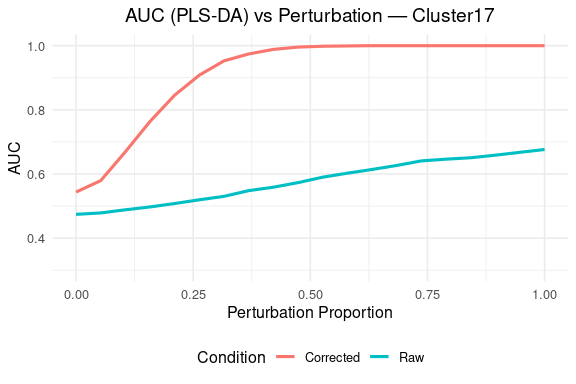 AUC (PLS-DA) vs Perturbation — Cluster17
AUC
1.0
0.8
0.6
0.4
0.00 0.25 0.50 0.75 1.00
Perturbation Proportion
Condition Corrected Raw